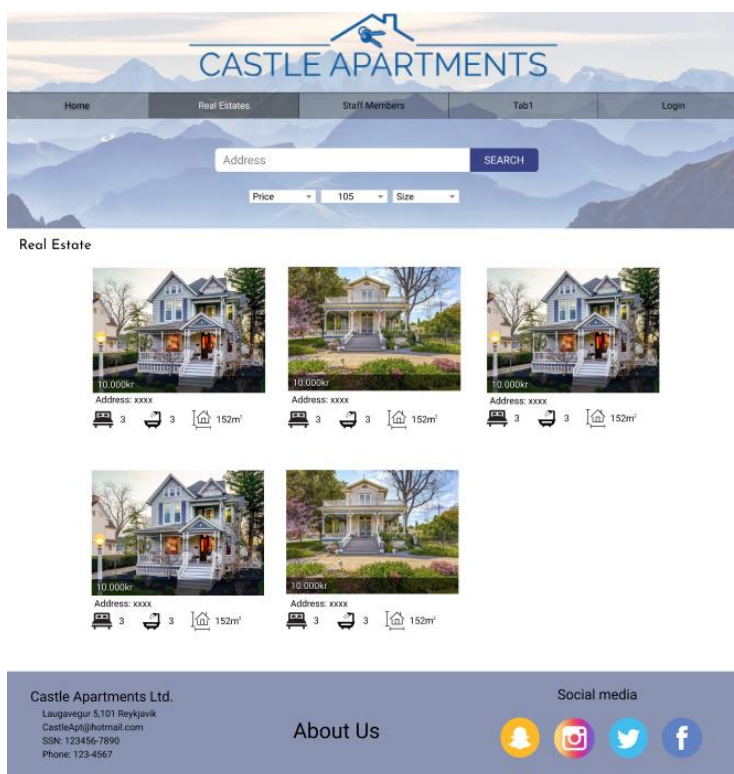 CASTLE APARTMENTS
Home Real Estates Staff Members Tab1 Login
Address SEARCH
Price 105 Size
Real Estate
10.000kr 10.000kr 10.000kr
Address: xxxx Address: xxxx Address: xxxx
3 3 152m² 3 3 152m² 3 3 152m²
10.000kr 10.000kr
Address: xxxx Address: xxxx
3 3 152m² 3 3 152m²
Castle Apartments Ltd. Social media
Laugavegur 5,101 Reykjavik
CastleApt@hotmail.com
About Us
SSN: 123456-7890
Phone: 123-4567